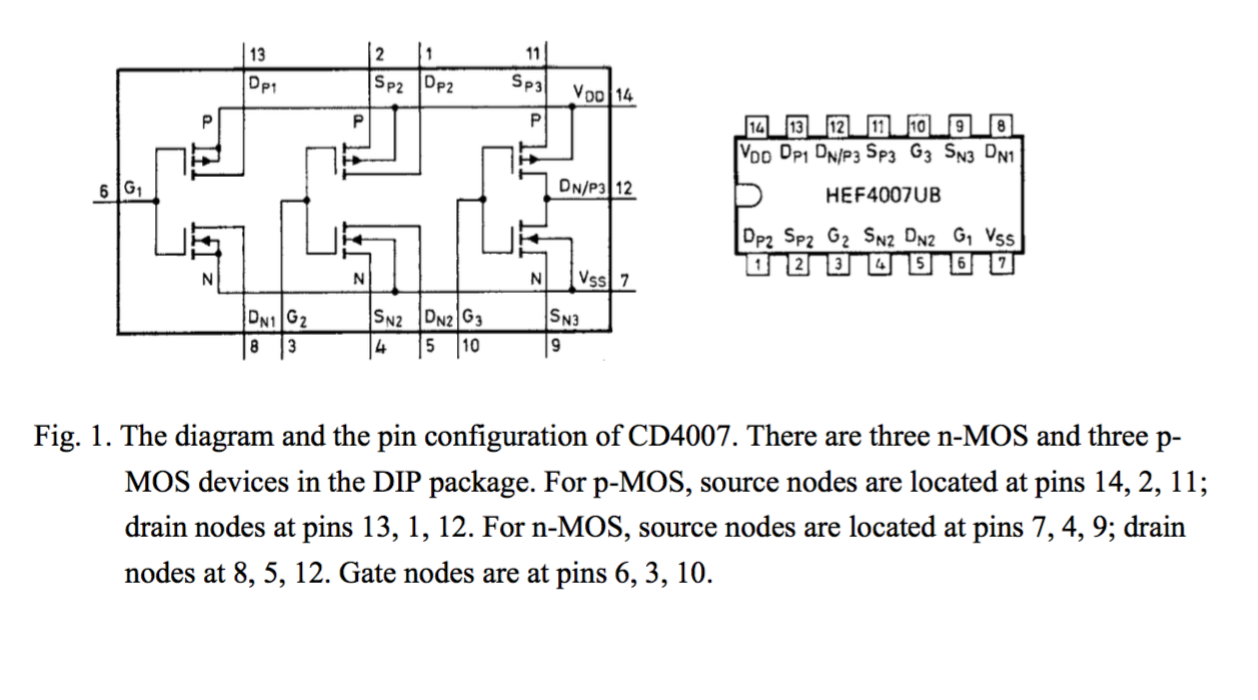 13 2 1 11
DP1 SP2 DP2 SP3 VDD 14
P P P
6 G1 DN/P3 12
N N N VSS 7
DN1 G2 SN2 DN2 G3 SN3
8 3 4 5 10 9
14 13 12 11 10 9 8
VDD DP1 DN/P3 SP3 G3 SN3 DN1
HEF4007UB
DP2 SP2 G2 SN2 DN2 G1 VSS
1 2 3 4 5 6 7
Fig. 1. The diagram and the pin configuration of CD4007. There are three n-MOS and three p-
MOS devices in the DIP package. For p-MOS, source nodes are located at pins 14, 2, 11;
drain nodes at pins 13, 1, 12. For n-MOS, source nodes are located at pins 7, 4, 9; drain
nodes at 8, 5, 12. Gate nodes are at pins 6, 3, 10.